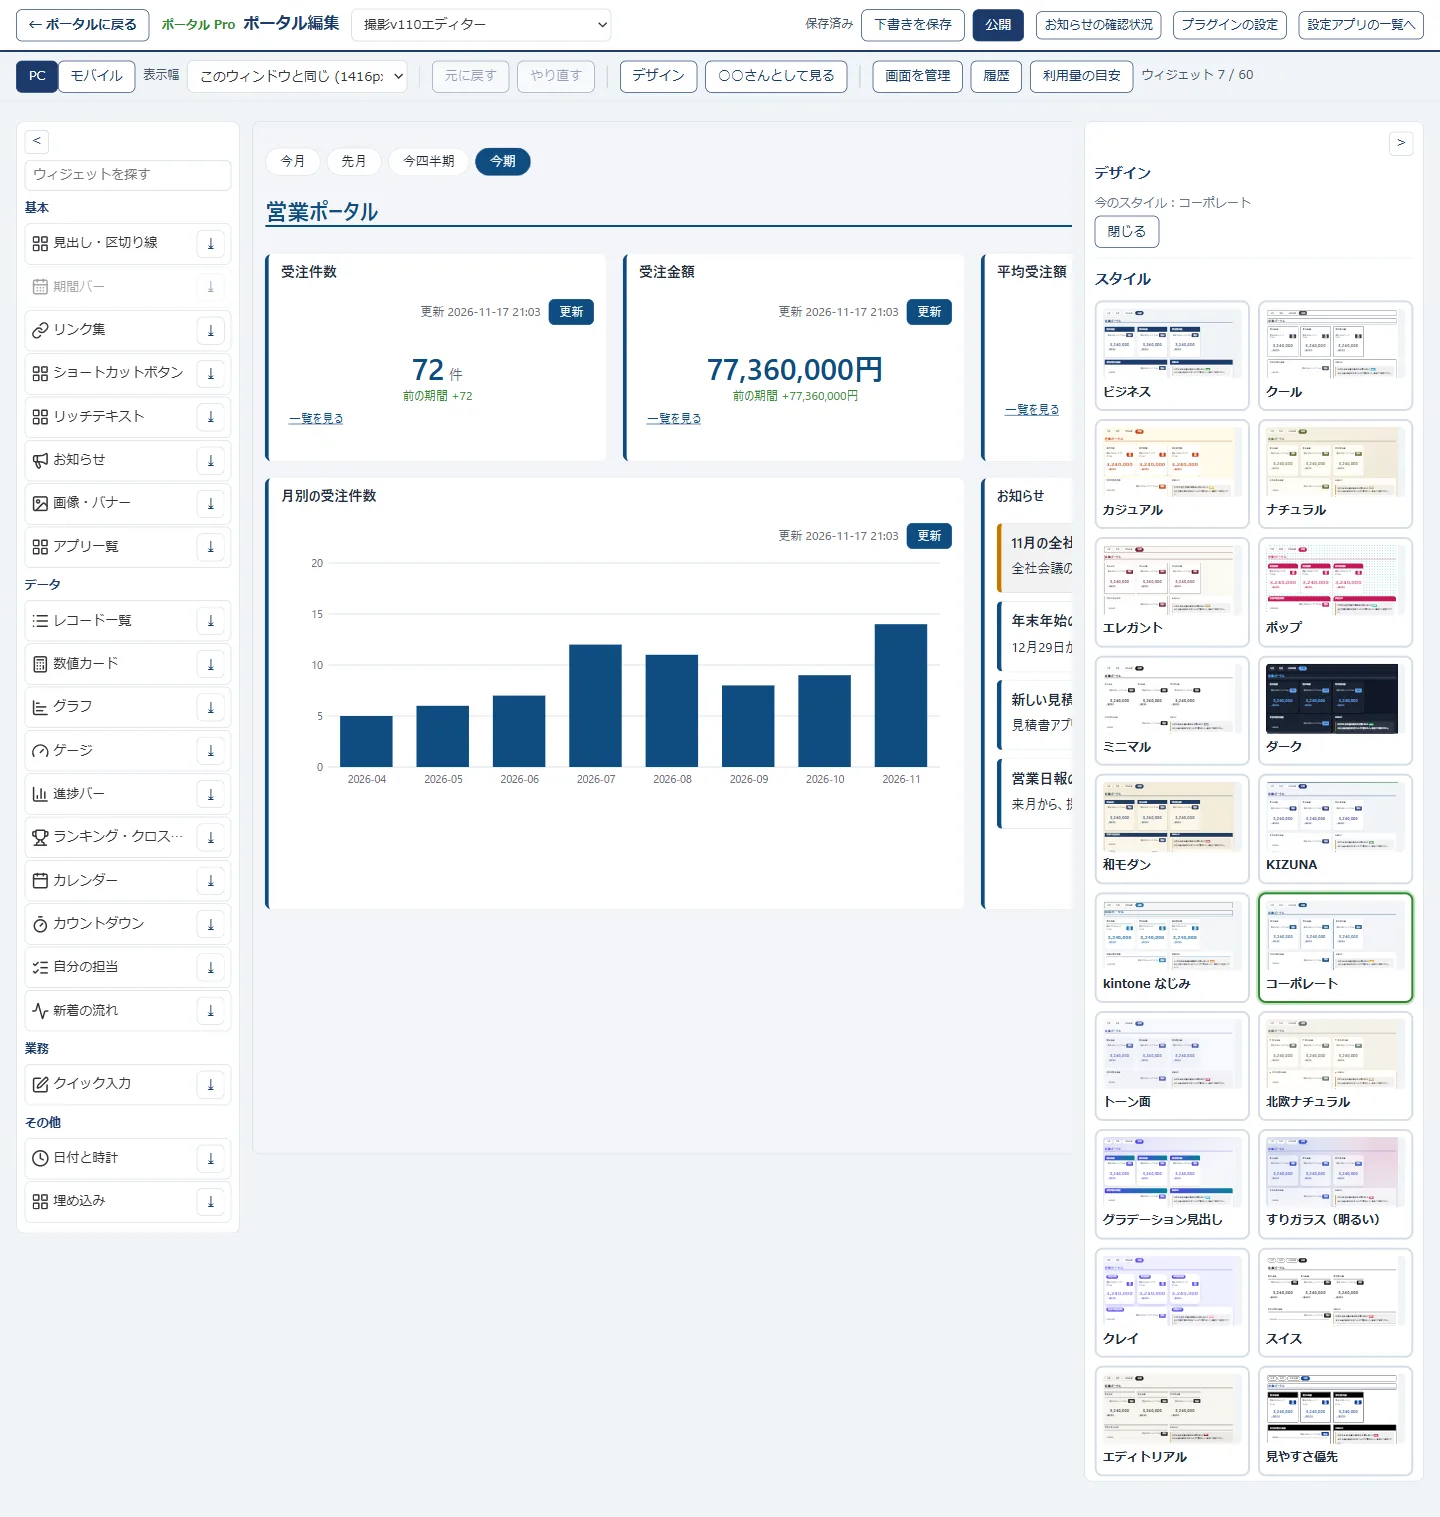 ← ポータルに戻る
ポータル Pro
ポータル編集
撮影v110エディター
保存済み
下書きを保存
公開
お知らせの確認状況
プラグインの設定
設定アプリの一覧へ
PC
モバイル
表示幅
このウィンドウと同じ (1416p:
元に戻す
やり直す
デザイン
○○さんとして見る
画面を管理
履歴
利用量の目安
ウィジェット 7 / 60
<
ウィジェットを探す
基本
見出し・区切り線
↓
期間バー
↓
リンク集
↓
ショートカットボタン
↓
リッチテキスト
↓
お知らせ
↓
画像・バナー
↓
アプリ一覧
↓
データ
レコード一覧
↓
数値カード
↓
グラフ
↓
ゲージ
↓
進捗バー
↓
ランキング・クロス…
↓
カレンダー
↓
カウントダウン
↓
自分の担当
↓
新着の流れ
↓
業務
クイック入力
↓
その他
日付と時計
↓
埋め込み
↓
今月
先月
今四半期
今期
営業ポータル
受注件数
更新 2026-11-17 21:03
更新
72 件
前の期間 +72
一覧を見る
受注金額
更新 2026-11-17 21:03
更新
77,360,000円
前の期間 +77,360,000円
一覧を見る
平均受注額
一覧を見る
月別の受注件数
更新 2026-11-17 21:03
更新
20
15
10
5
0
2026-04
2026-05
2026-06
2026-07
2026-08
2026-09
2026-10
2026-11
お知らせ
11月の全社
全社会議の
年末年始の
12月29日か
新しい見積
見積書アプ
営業日報の
来月から、技
>
デザイン
今のスタイル：コーポレート
閉じる
スタイル
ビジネス
クール
カジュアル
ナチュラル
エレガント
ポップ
ミニマル
ダーク
和モダン
KIZUNA
kintone なじみ
コーポレート
トーン面
北欧ナチュラル
グラデーション見出し
すりガラス（明るい）
クレイ
スイス
エディトリアル
見やすさ優先